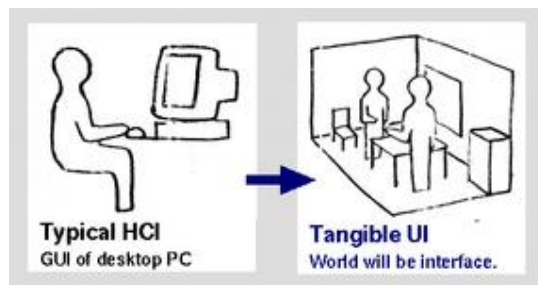 Typical HCI
GUI of desktop PC
Tangible UI
World will be interface.